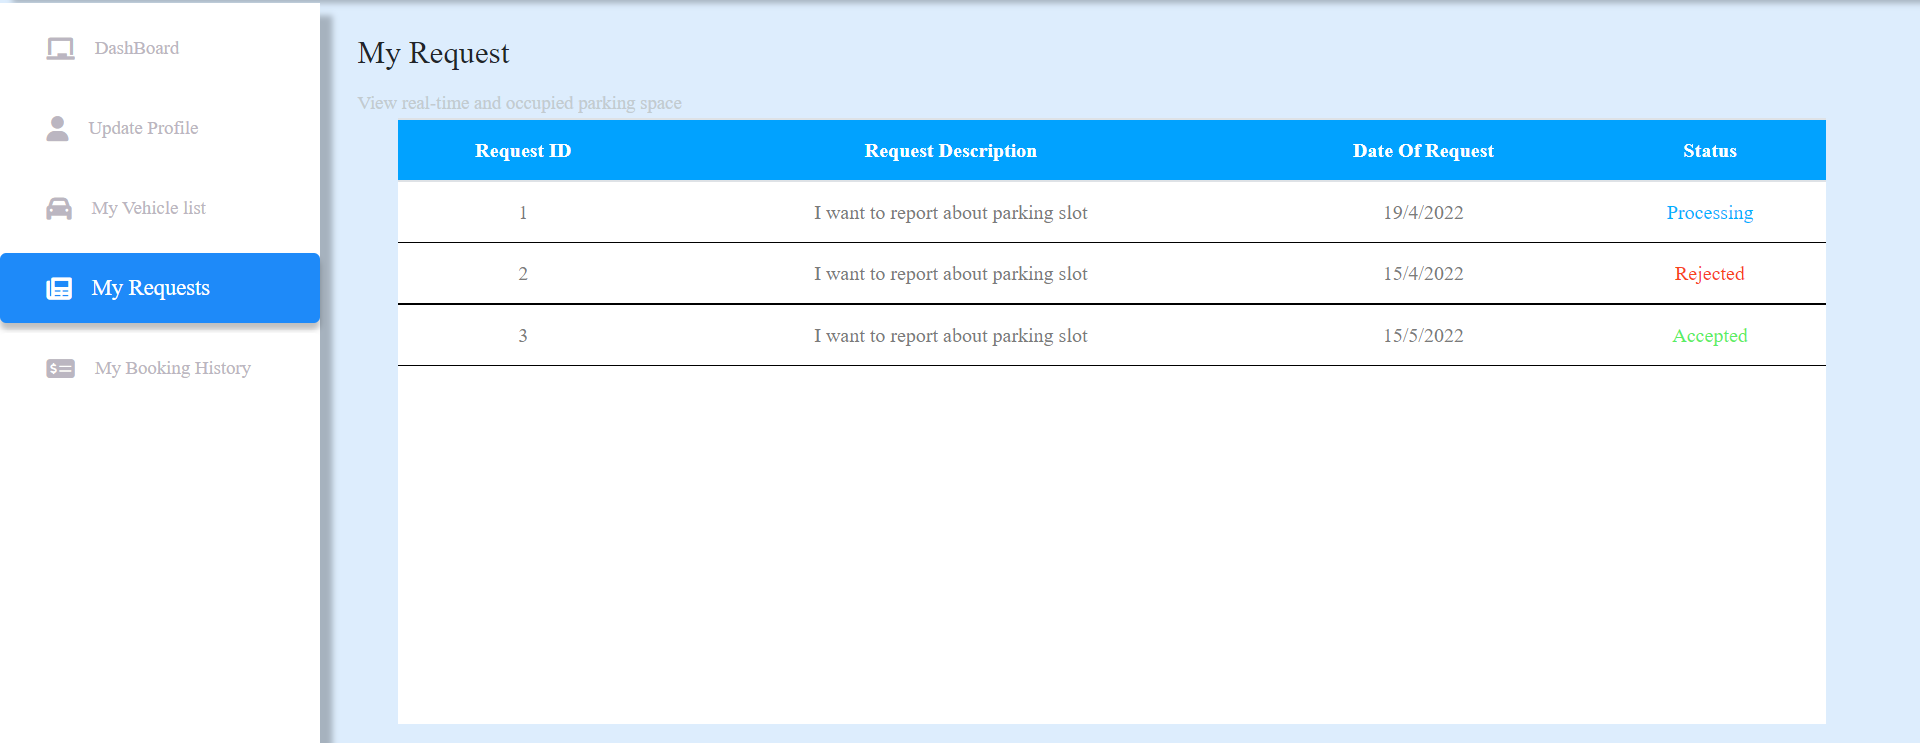 DashBoard
Update Profile
My Vehicle list
My Requests
My Booking History
My Request
View real-time and occupied parking space
Request ID Request Description Date Of Request Status
1 I want to report about parking slot 19/4/2022 Processing
2 I want to report about parking slot 15/4/2022 Rejected
3 I want to report about parking slot 15/5/2022 Accepted